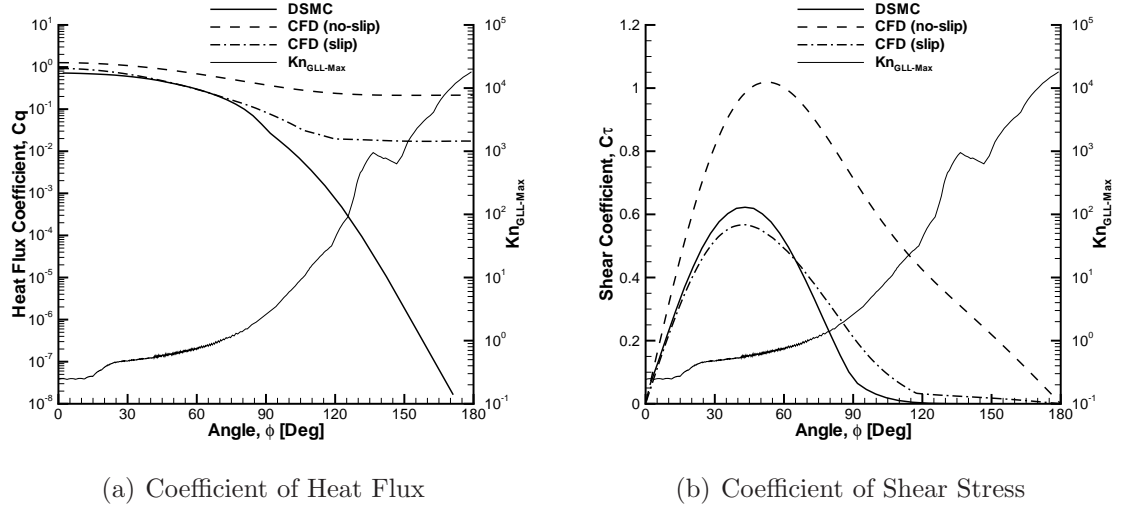 DSMC
CFD (no-slip)
CFD (slip)
Kn_GLL-Max
Heat Flux Coefficient, Cq
10^1
10^0
10^-1
10^-2
10^-3
10^-4
10^-5
10^-6
10^-7
10^-8
10^5
10^4
10^3
10^2
10^1
10^0
10^-1
Kn_GLL-Max
0 30 60 90 120 150 180
Angle, ϕ [Deg]
(a) Coefficient of Heat Flux
DSMC
CFD (no-slip)
CFD (slip)
Kn_GLL-Max
Shear Coefficient, Cτ
1.2
1
0.8
0.6
0.4
0.2
0
10^5
10^4
10^3
10^2
10^1
10^0
10^-1
Kn_GLL-Max
0 30 60 90 120 150 180
Angle, ϕ [Deg]
(b) Coefficient of Shear Stress